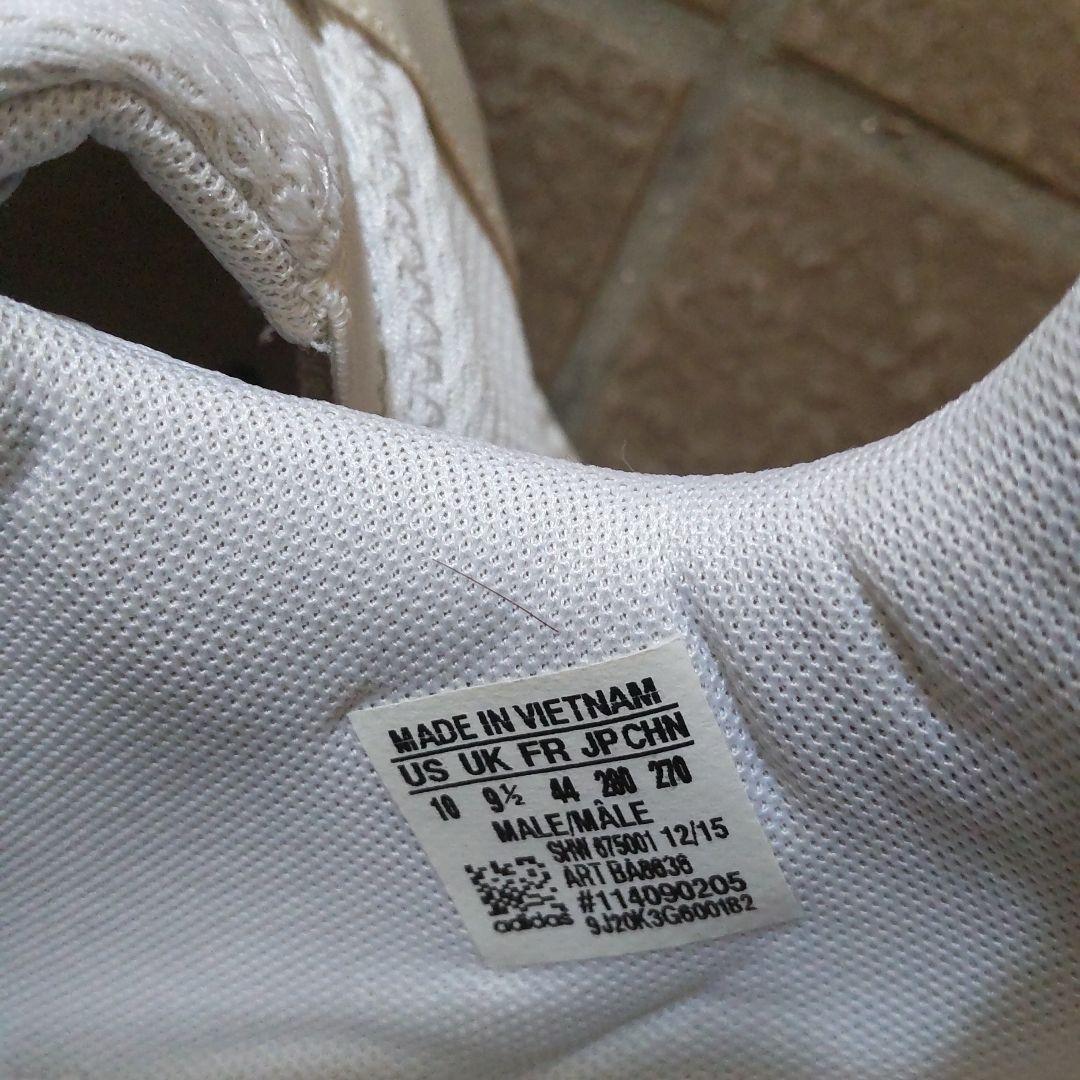 MADE IN VIETNAM
US UK FR JP CHN
10 9½ 44 280 270
MALE/MÂLE
SHW 675001 12/15
ART BA8636
#114090205
adidas 9J20K3G600182